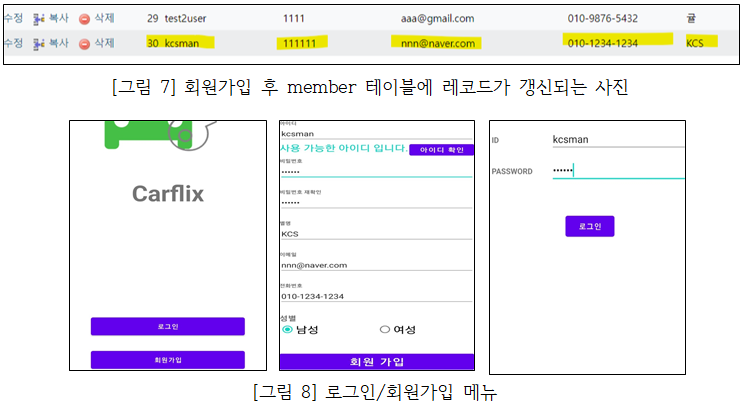 수정 복사 삭제 29 test2user 1111 aaa@gmail.com 010-9876-5432 귤
수정 복사 삭제 30 kcsman 111111 nnn@naver.com 010-1234-1234 KCS
[그림 7] 회원가입 후 member 테이블에 레코드가 갱신되는 사진
Carflix
로그인
회원가입
아이디
kcsman
사용 가능한 아이디 입니다. 아이디 확인
비밀번호
••••••
비밀번호 재확인
••••••
별명
KCS
이메일
nnn@naver.com
전화번호
010-1234-1234
성별
남성 여성
회원 가입
ID kcsman
PASSWORD ••••••
로그인
[그림 8] 로그인/회원가입 메뉴